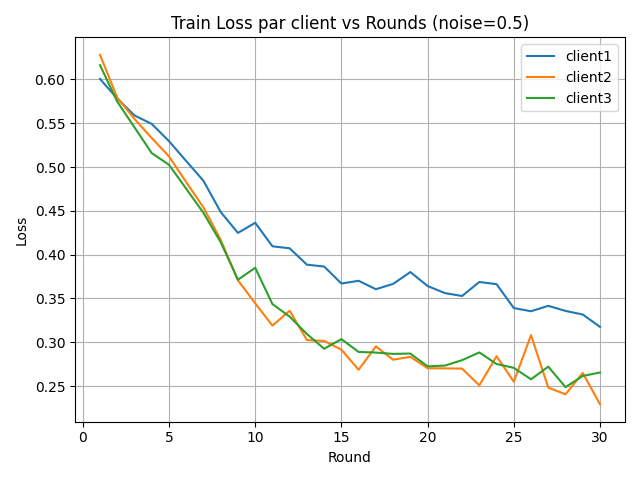 Train Loss par client vs Rounds (noise=0.5)
client1
client2
client3
Loss
0.60
0.55
0.50
0.45
0.40
0.35
0.30
0.25
0 5 10 15 20 25 30
Round